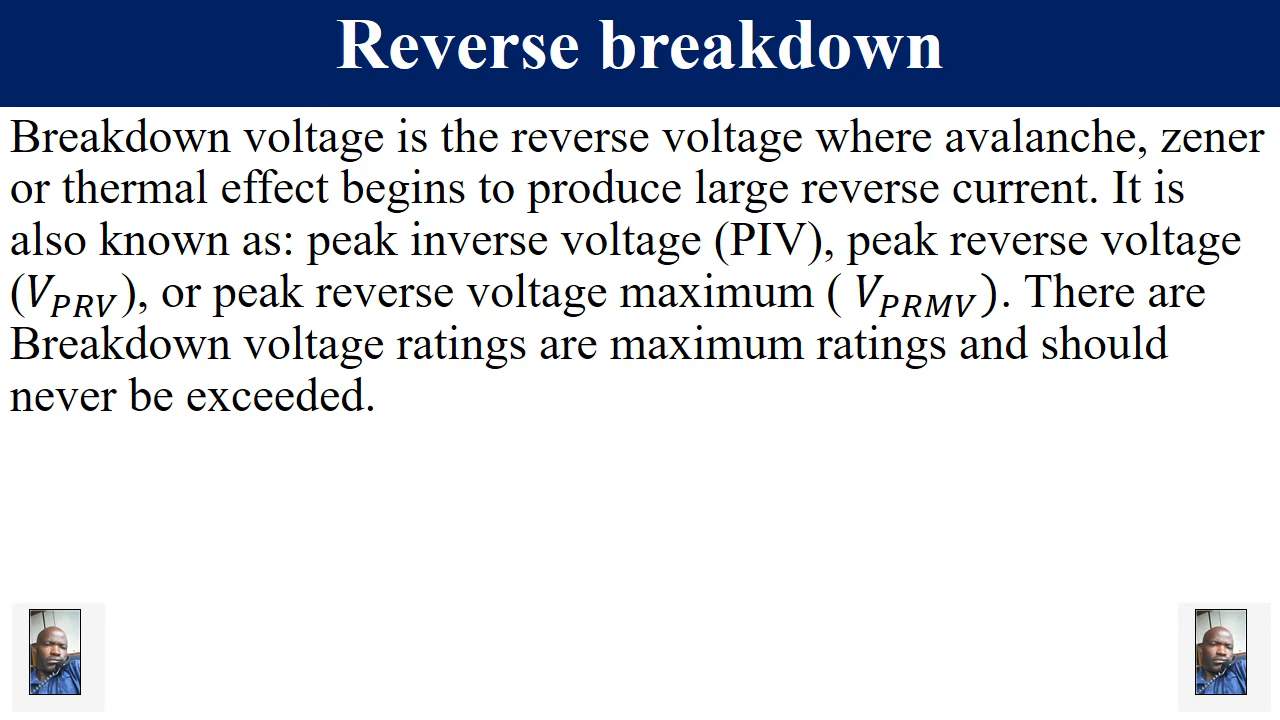 Reverse breakdown
Breakdown voltage is the reverse voltage where avalanche, zener
or thermal effect begins to produce large reverse current. It is
also known as: peak inverse voltage (PIV), peak reverse voltage
(V_PRV), or peak reverse voltage maximum ( V_PRMV). There are
Breakdown voltage ratings are maximum ratings and should
never be exceeded.